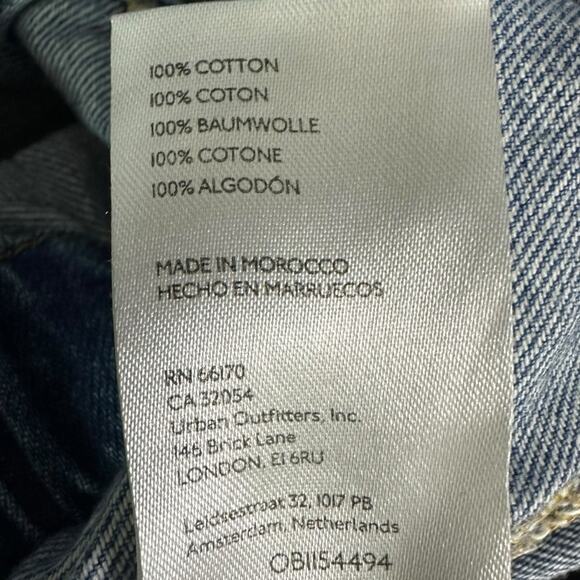 100% COTTON
100% COTON
100% BAUMWOLLE
100% COTONE
100% ALGODÓN
MADE IN MOROCCO
HECHO EN MARRUECOS
RN 66170
CA 32054
Urban Outfitters, Inc.
146 Brick Lane
LONDON, E1 6RU
Leidsestraat 32, 1017 PB
Amsterdam, Netherlands
OB1154494